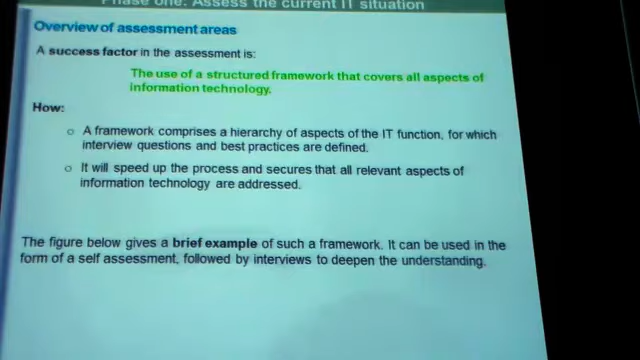 Phase One: Assess the current IT situation
Overview of assessment areas
A success factor in the assessment is:
The use of a structured framework that covers all aspects of
information technology.
How:
o A framework comprises a hierarchy of aspects of the IT function, for which
interview questions and best practices are defined.
o It will speed up the process and secures that all relevant aspects of
information technology are addressed.
The figure below gives a brief example of such a framework. It can be used in the
form of a self assessment, followed by interviews to deepen the understanding.